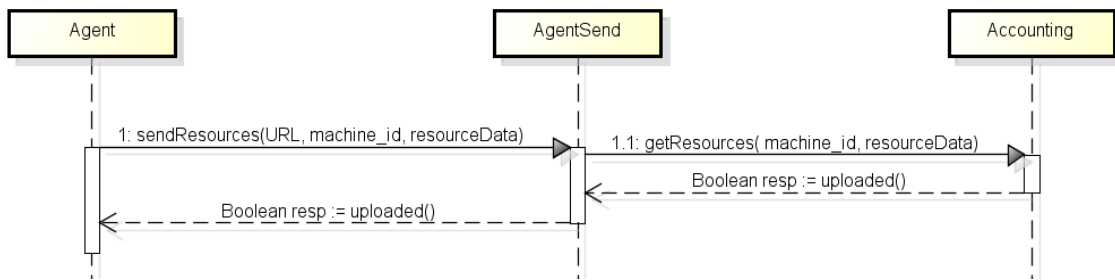 Agent
AgentSend
Accounting
1: sendResources(URL, machine_id, resourceData)
1.1: getResources( machine_id, resourceData)
Boolean resp := uploaded()
Boolean resp := uploaded()